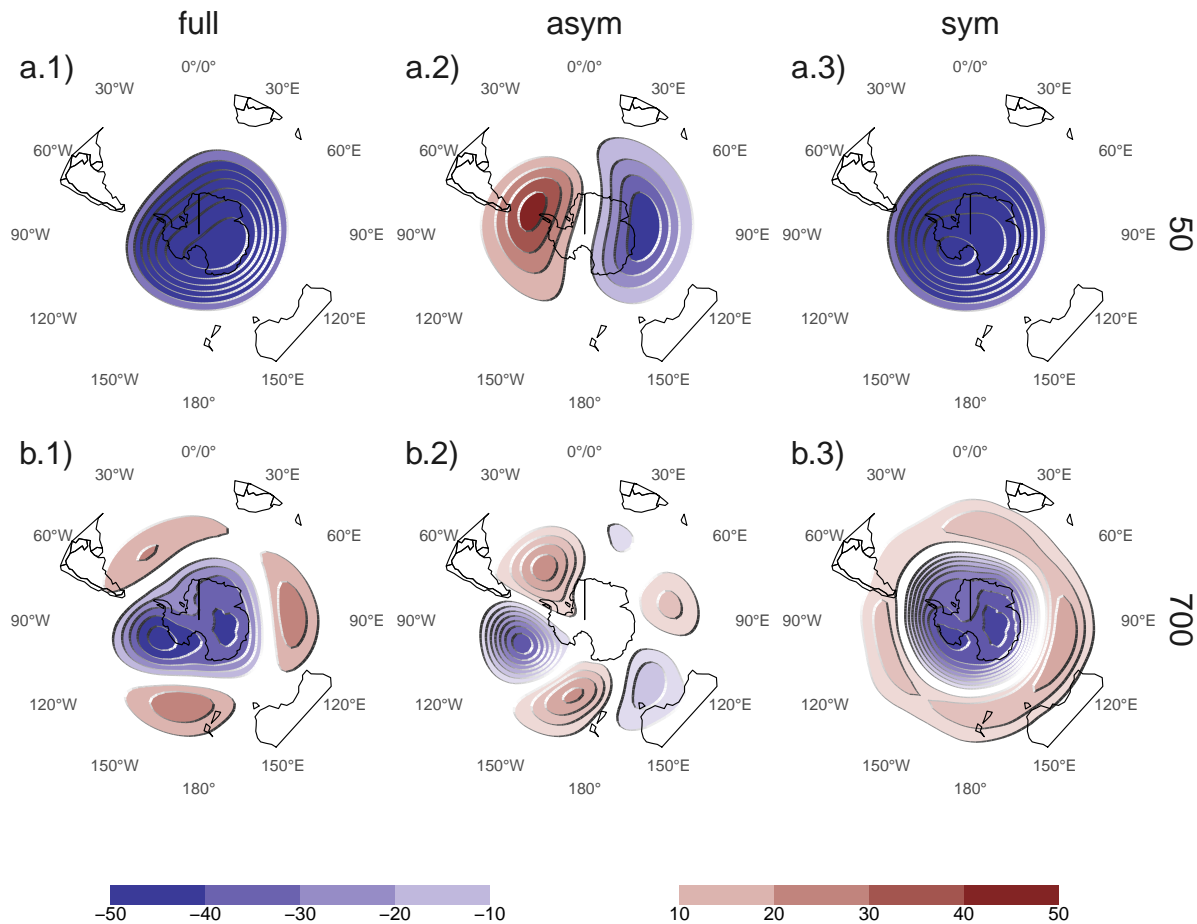 full asym sym
a.1) a.2) a.3)
0°/0° 0°/0° 0°/0°
30°W 30°E 30°W 30°E 30°W 30°E
60°W 60°E 60°W 60°E 60°W 60°E
90°W 90°E 90°W 90°E 90°W 90°E 50
120°W 120°E 120°W 120°E 120°W 120°E
150°W 150°E 150°W 150°E 150°W 150°E
180° 180° 180°
b.1) b.2) b.3)
0°/0° 0°/0° 0°/0°
30°W 30°E 30°W 30°E 30°W 30°E
60°W 60°E 60°W 60°E 60°W 60°E
90°W 90°E 90°W 90°E 90°W 90°E 700
120°W 120°E 120°W 120°E 120°W 120°E
150°W 150°E 150°W 150°E 150°W 150°E
180° 180° 180°
−50 −40 −30 −20 −10 10 20 30 40 50